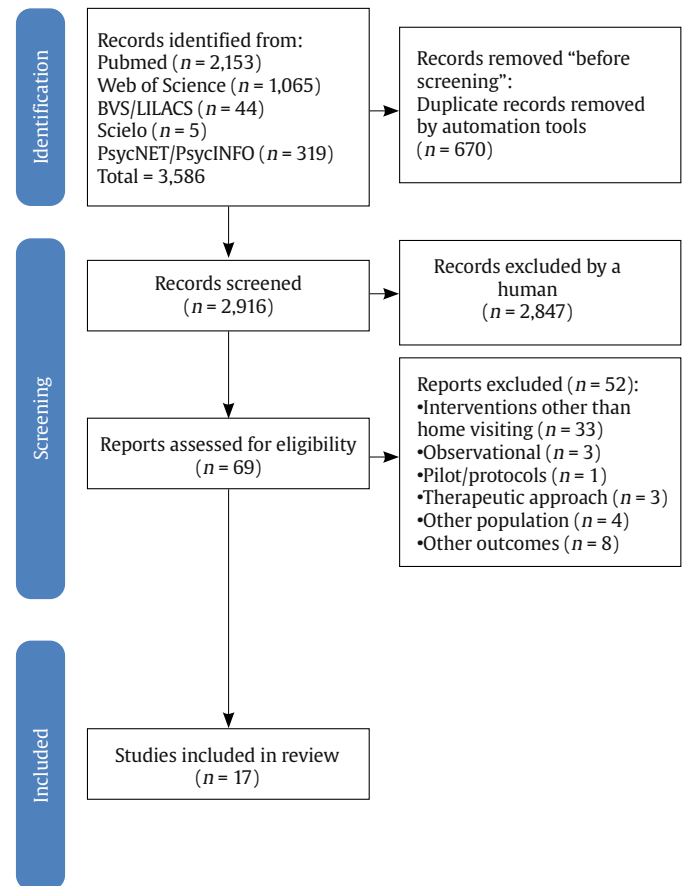 Identification
Records identified from:
Pubmed (n = 2,153)
Web of Science (n = 1,065)
BVS/LILACS (n = 44)
Scielo (n = 5)
PsycNET/PsycINFO (n = 319)
Total = 3,586
Records removed “before
screening”:
Duplicate records removed
by automation tools
(n = 670)
Screening
Records screened
(n = 2,916)
Records excluded by a
human
(n = 2,847)
Reports assessed for eligibility
(n = 69)
Reports excluded (n = 52):
•Interventions other than
home visiting (n = 33)
•Observational (n = 3)
•Pilot/protocols (n = 1)
•Therapeutic approach (n = 3)
•Other population (n = 4)
•Other outcomes (n = 8)
Included
Studies included in review
(n = 17)